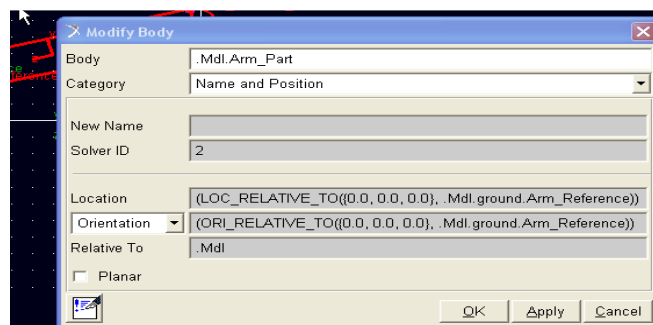 Modify Body
Body .Mdl.Arm_Part
Category Name and Position
New Name
Solver ID 2
Location (LOC_RELATIVE_TO({0.0, 0.0, 0.0}, .Mdl.ground.Arm_Reference))
Orientation (ORI_RELATIVE_TO({0.0, 0.0, 0.0}, .Mdl.ground.Arm_Reference))
Relative To .Mdl
Planar
OK Apply Cancel